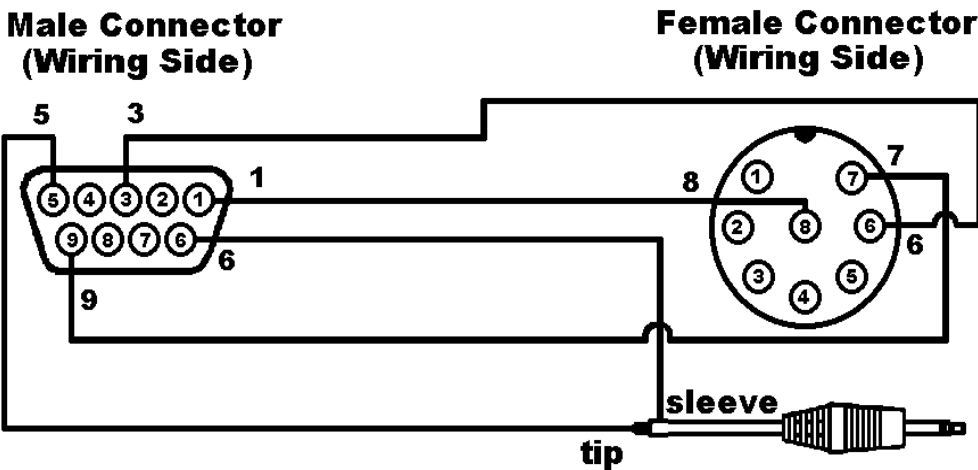 Male Connector
(Wiring Side)
Female Connector
(Wiring Side)
5
3
7
1
8
1
7
5 4 3 2 1
2
8
6
9 8 7 6
6
6
3
5
9
4
sleeve
tip